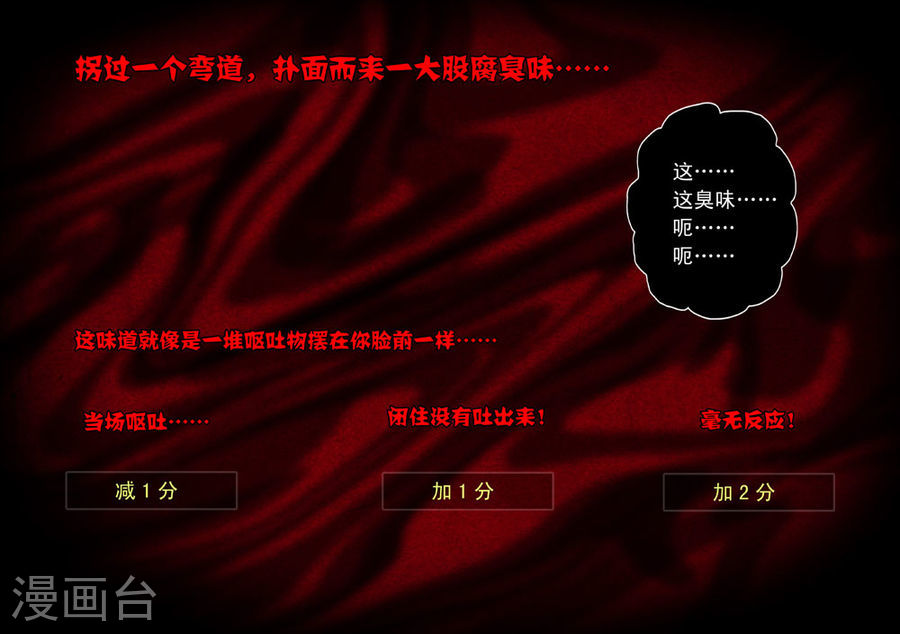 拐过一个弯道，扑面而来一大股腐臭味……
这……
这臭味……
呃……
呃……
这味道就像是一堆呕吐物摆在你脸前一样……
当场呕吐……
闭住没有吐出来！
毫无反应！
减1分
加1分
加2分
漫画台